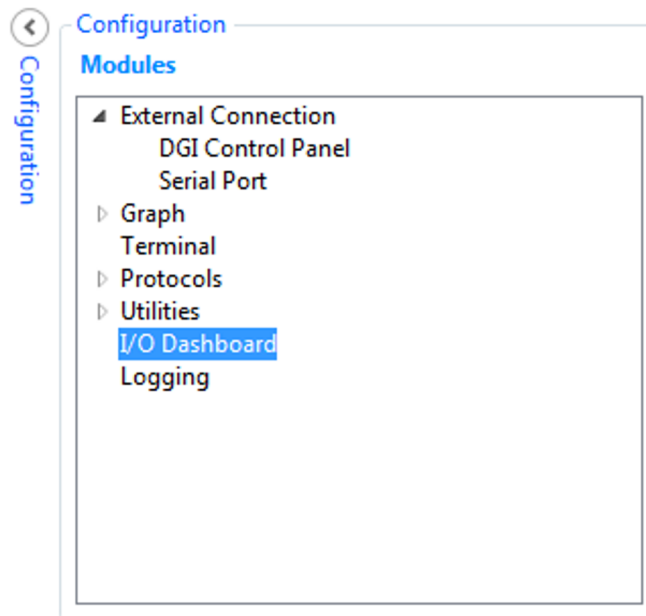 Configuration
Configuration
Modules
External Connection
DGI Control Panel
Serial Port
Graph
Terminal
Protocols
Utilities
I/O Dashboard
Logging